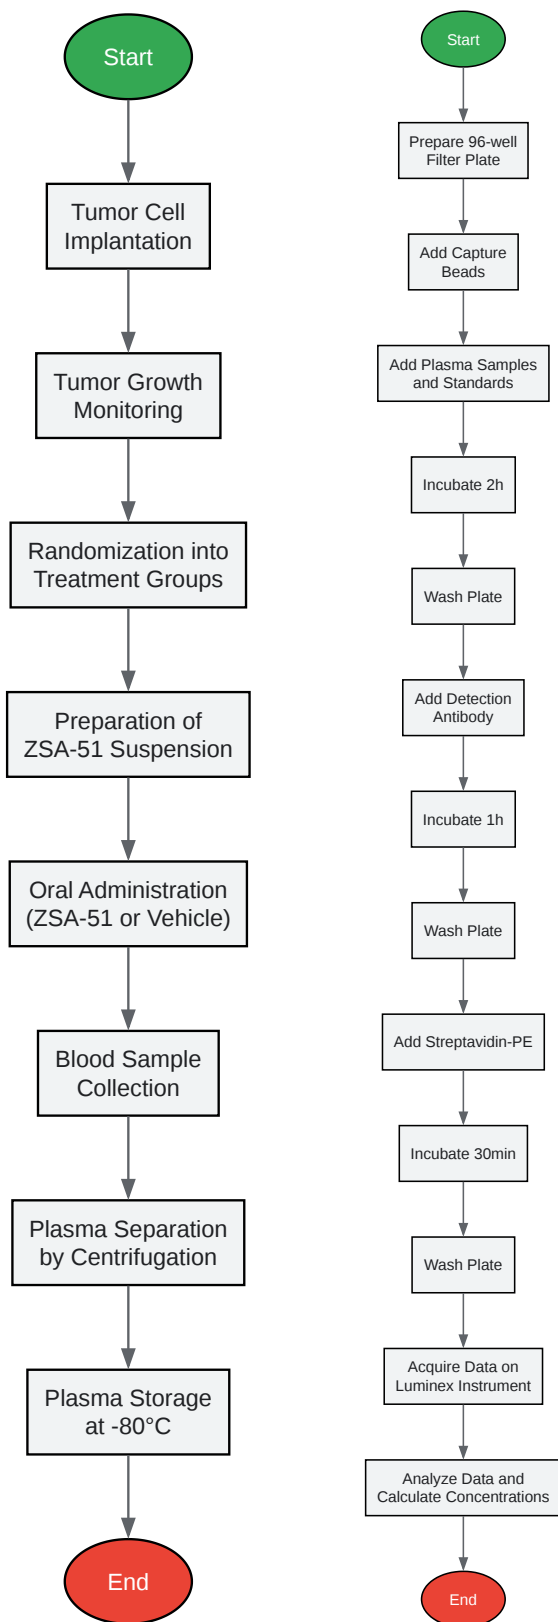 Start
Tumor Cell
Implantation
Tumor Growth
Monitoring
Randomization into
Treatment Groups
Preparation of
ZSA-51 Suspension
Oral Administration
(ZSA-51 or Vehicle)
Blood Sample
Collection
Plasma Separation
by Centrifugation
Plasma Storage
at -80°C
End
Start
Prepare 96-well
Filter Plate
Add Capture
Beads
Add Plasma Samples
and Standards
Incubate 2h
Wash Plate
Add Detection
Antibody
Incubate 1h
Wash Plate
Add Streptavidin-PE
Incubate 30min
Wash Plate
Acquire Data on
Luminex Instrument
Analyze Data and
Calculate Concentrations
End